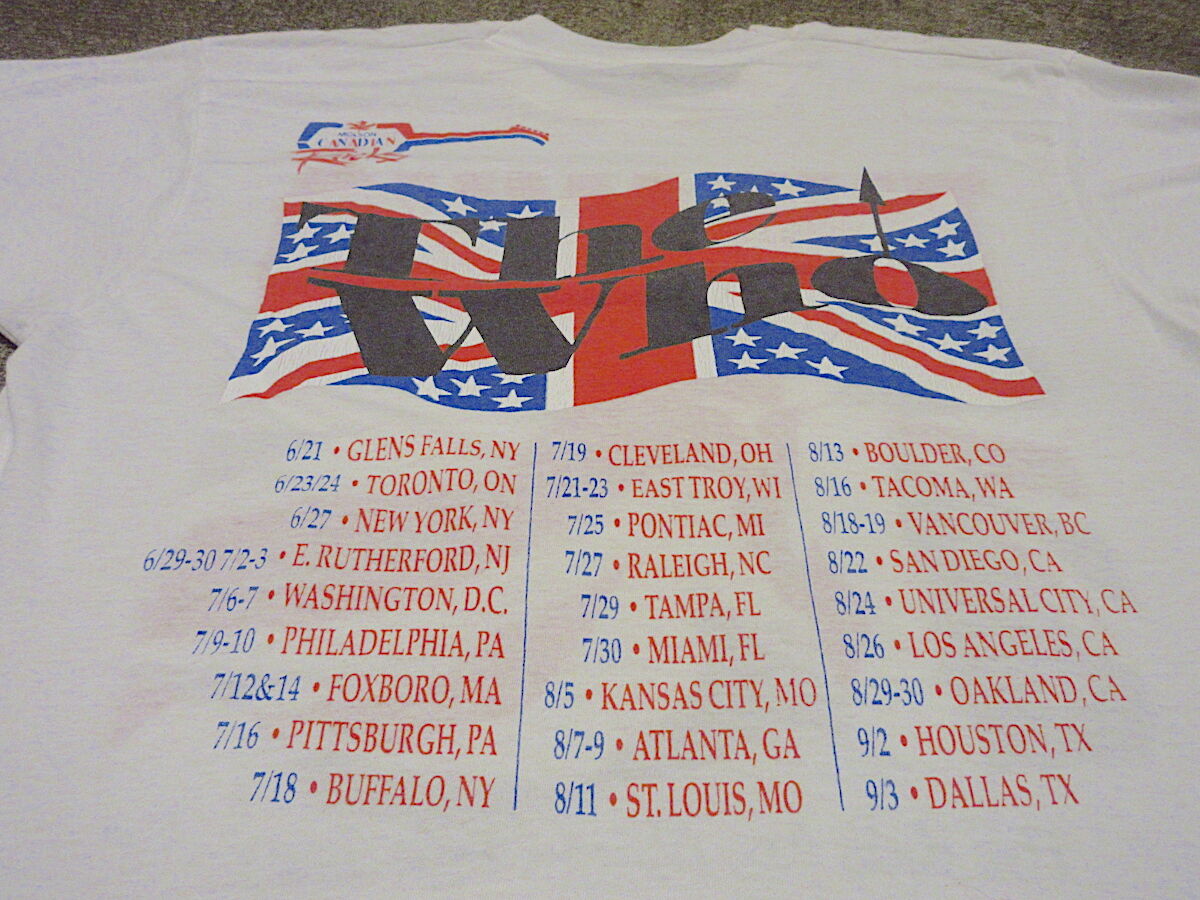 MOLSON
CANADIAN
Rocks
The
Who
6/21 • GLENS FALLS, NY
6/23/24 • TORONTO, ON
6/27 • NEW YORK, NY
6/29-30 7/2-3 • E. RUTHERFORD, NJ
7/6-7 • WASHINGTON, D.C.
7/9-10 • PHILADELPHIA, PA
7/12&14 • FOXBORO, MA
7/16 • PITTSBURGH, PA
7/18 • BUFFALO, NY
7/19 • CLEVELAND, OH
7/21-23 • EAST TROY, WI
7/25 • PONTIAC, MI
7/27 • RALEIGH, NC
7/29 • TAMPA, FL
7/30 • MIAMI, FL
8/5 • KANSAS CITY, MO
8/7-9 • ATLANTA, GA
8/11 • ST. LOUIS, MO
8/13 • BOULDER, CO
8/16 • TACOMA, WA
8/18-19 • VANCOUVER, BC
8/22 • SAN DIEGO, CA
8/24 • UNIVERSAL CITY, CA
8/26 • LOS ANGELES, CA
8/29-30 • OAKLAND, CA
9/2 • HOUSTON, TX
9/3 • DALLAS, TX